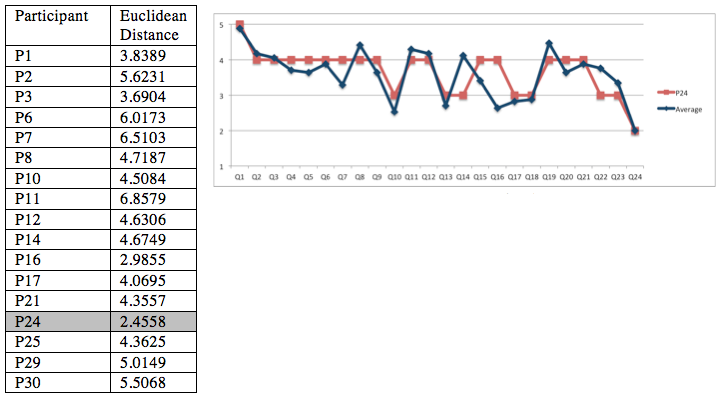 Participant Euclidean
Distance
P1 3.8389
P2 5.6231
P3 3.6904
P6 6.0173
P7 6.5103
P8 4.7187
P10 4.5084
P11 6.8579
P12 4.6306
P14 4.6749
P16 2.9855
P17 4.0695
P21 4.3557
P24 2.4558
P25 4.3625
P29 5.0149
P30 5.5068
5
4
3
2
1
Q1 Q2 Q3 Q4 Q5 Q6 Q7 Q8 Q9 Q10 Q11 Q12 Q13 Q14 Q15 Q16 Q17 Q18 Q19 Q20 Q21 Q22 Q23 Q24
P24
Average